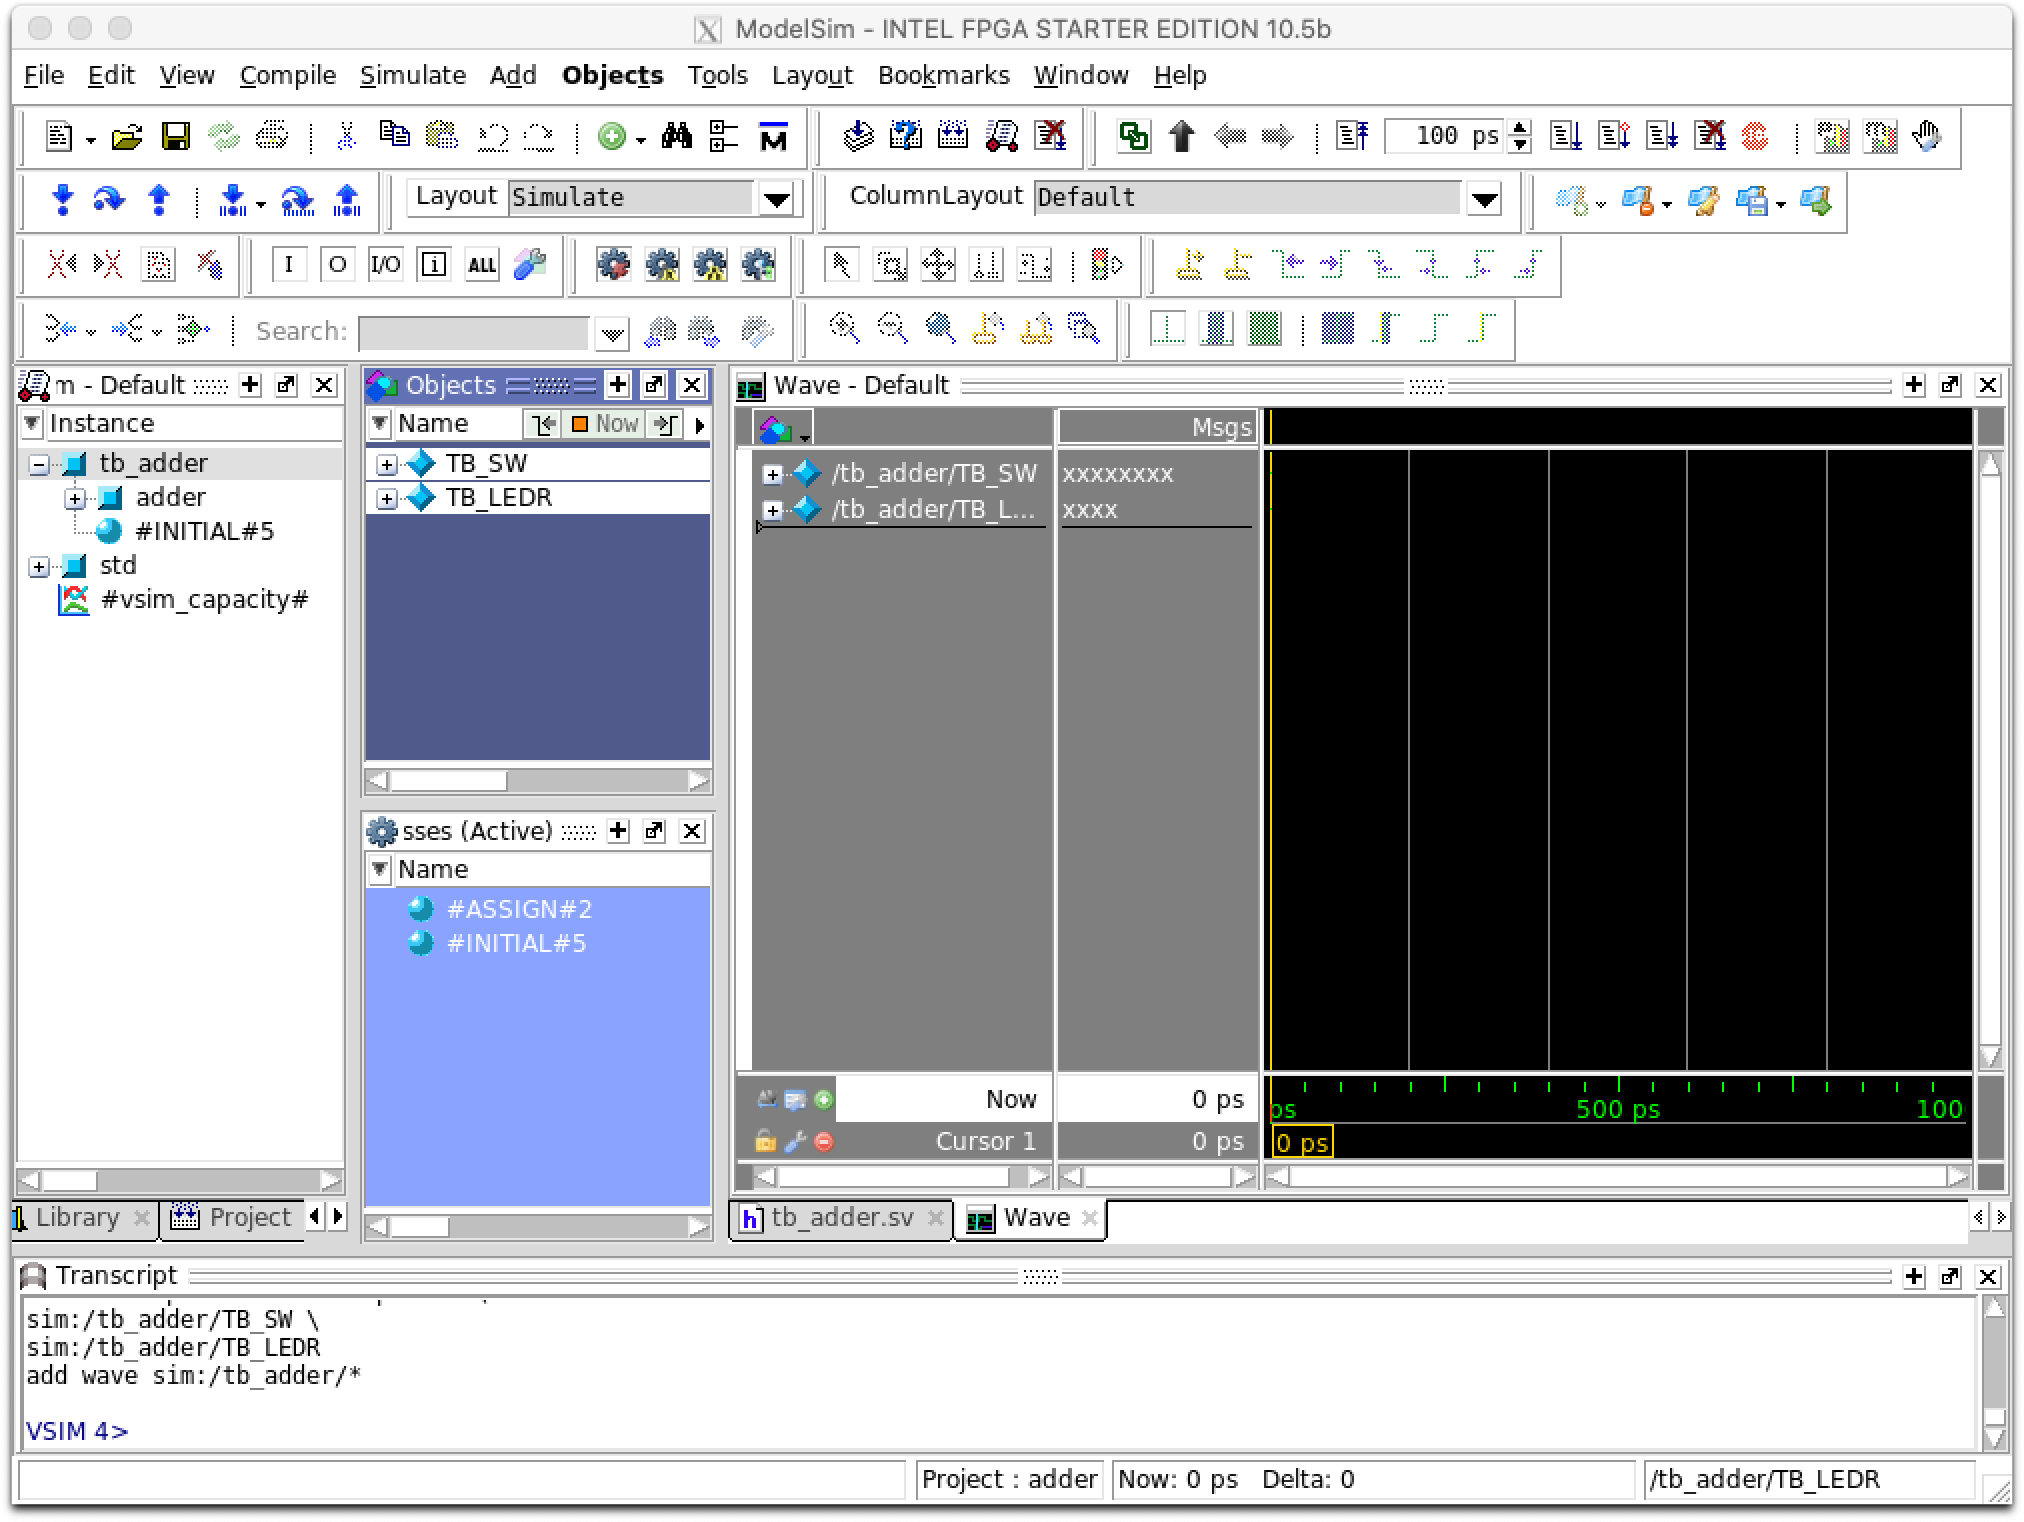 ModelSim - INTEL FPGA STARTER EDITION 10.5b
File Edit View Compile Simulate Add Objects Tools Layout Bookmarks Window Help
100 ps
Layout Simulate ColumnLayout Default
I O I/O i ALL
Search:
m - Default
Instance
tb_adder
adder
#INITIAL#5
std
#vsim_capacity#
Library Project
Objects
Name Now
TB_SW
TB_LEDR
sses (Active)
Name
#ASSIGN#2
#INITIAL#5
Wave - Default
Msgs
/tb_adder/TB_SW xxxxxxxx
/tb_adder/TB_L... xxxx
Now 0 ps
ps 500 ps 100
Cursor 1 0 ps
0 ps
tb_adder.sv Wave
Transcript
sim:/tb_adder/TB_SW \
sim:/tb_adder/TB_LEDR
add wave sim:/tb_adder/*
VSIM 4>
Project : adder Now: 0 ps Delta: 0 /tb_adder/TB_LEDR